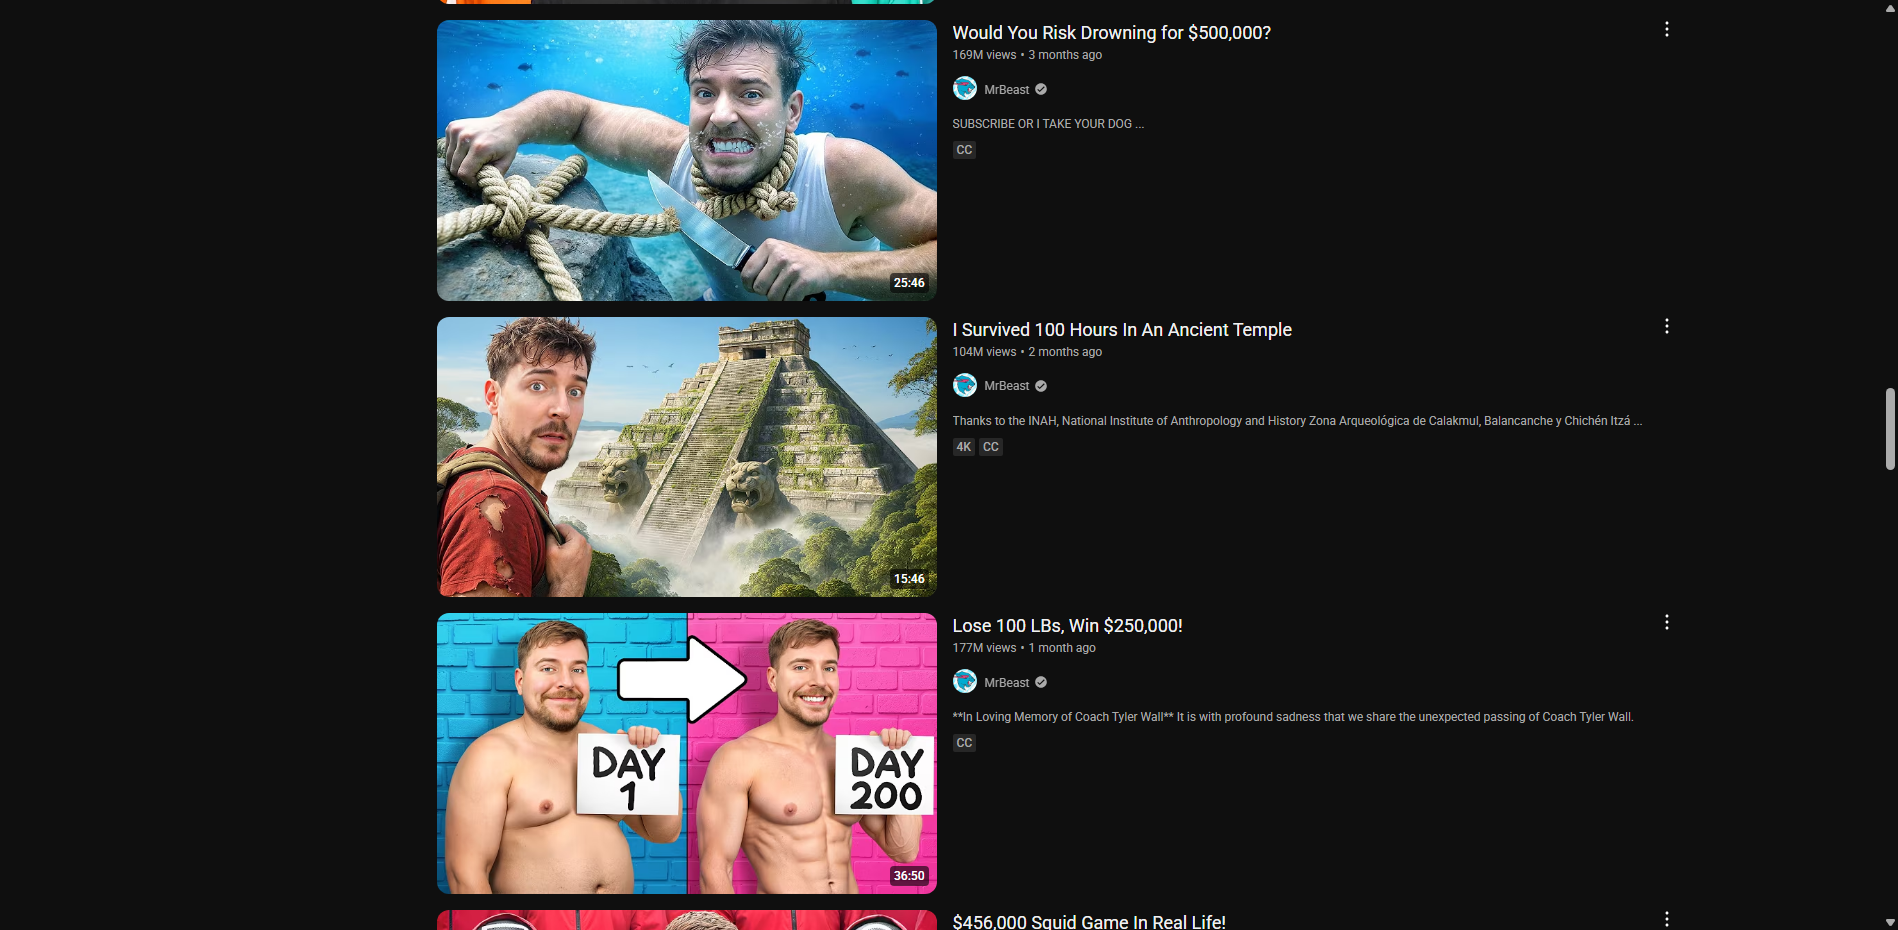 Would You Risk Drowning for $500,000?
169M views • 3 months ago
MrBeast
SUBSCRIBE OR I TAKE YOUR DOG ...
CC
25:46
I Survived 100 Hours In An Ancient Temple
104M views • 2 months ago
MrBeast
Thanks to the INAH, National Institute of Anthropology and History Zona Arqueológica de Calakmul, Balancanche y Chichén Itzá ...
4K CC
15:46
Lose 100 LBs, Win $250,000!
177M views • 1 month ago
MrBeast
**In Loving Memory of Coach Tyler Wall** It is with profound sadness that we share the unexpected passing of Coach Tyler Wall.
CC
DAY
1
DAY
200
36:50
$456,000 Squid Game In Real Life!